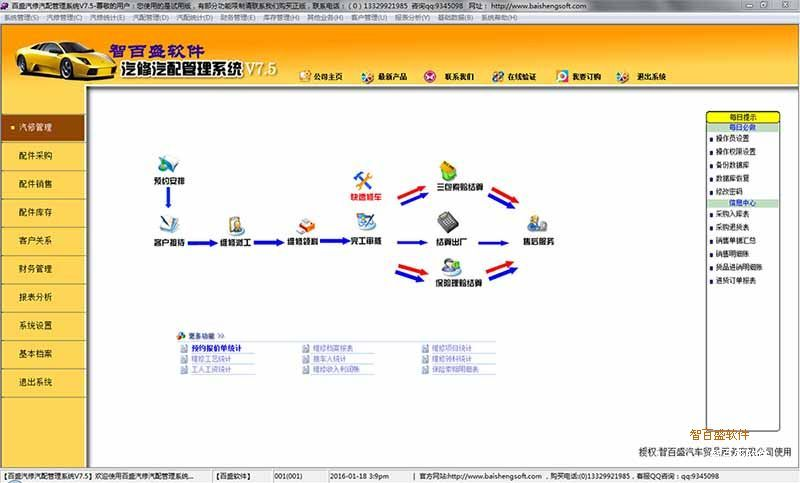 百盛汽修汽配管理系统V7.5-尊敬的用户：您使用的是试用版，有部分功能限制请联系我们购买正版，联系电话：(0)13329921985 咨询qq:9345098 网址： http://www.baishengsoft.com
系统管理(Z) 汽修管理(C) 汽修统计(E) 汽配管理(D) 汽配统计(D) 财务管理(E) 库存管理(H) 其他业务(H) 客户管理(U) 报表分析(Y) 基础数据(B) 系统帮助(H)
智百盛软件
汽修汽配管理系统V7.5
公司主页 最新产品 联系我们 在线验证 我要订购 退出系统
汽修管理
配件采购
配件销售
配件库存
客户关系
财务管理
报表分析
系统设置
基本档案
退出系统
预约安排
快速修车
三包索赔结算
客户接待
维修派工
维修领料
完工审核
结算出厂
售后服务
保险理赔结算
更多功能 >>
预约报价单统计 维修档案报表 维修项目统计
维修工艺统计 接车人统计 维修领料统计
工人工资统计 维修收入利润账 保险索赔明细表
每日提示
每日必做
操作员设置
操作权限设置
备份数据库
数据库恢复
修改密码
信息中心
采购入库表
采购退货表
销售单据汇总
销售明细账
货品进销明细账
进货订单报表
智百盛软件
授权:智百盛汽车贸易服务有限公司使用
【百盛汽修汽配管理系统V7.5】欢迎使用百盛汽修汽配管理系统... 【百盛软件】 001(001) 2016-01-18 3:9pm | 官方网站:http://www.baishengsoft.com ，购买电话:(0)13329921985，客服QQ咨询：qq:9345098